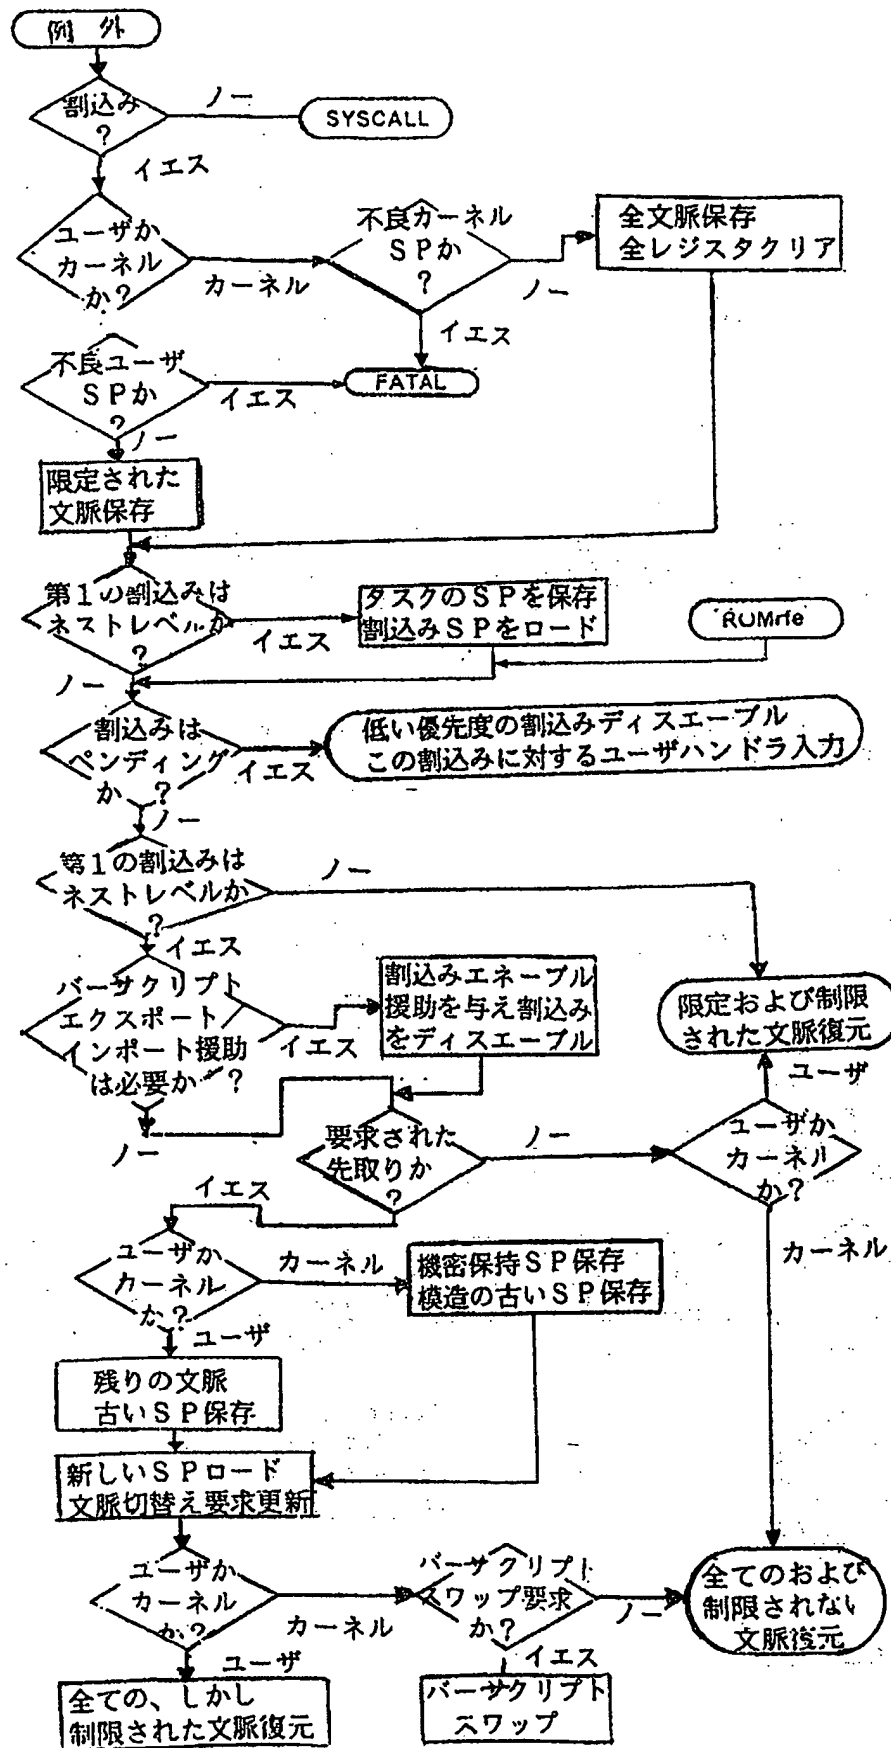 例外
割込み
?
ノー
SYSCALL
イエス
ユーザか
カーネル
か?
カーネル
不良カーネル
SPか
?
ノー
全文脈保存
全レジスタクリア
イエス
FATAL
不良ユーザ
SPか
?
イエス
ノー
限定された
文脈保存
第1の割込みは
ネストレベルか
?
イエス
タスクのSPを保存
割込みSPをロード
ROMrfe
ノー
割込みは
ペンディング
か?
イエス
低い優先度の割込みディスエーブル
この割込みに対するユーザハンドラ入力
ノー
第1の割込みは
ネストレベルか
?
ノー
イエス
バーサクリプト
エクスポート
インポート援助
は必要か?
イエス
割込みエネーブル
援助を与え割込み
をディスエーブル
限定および制限
された文脈復元
ユーザ
ノー
要求された
先取りか
?
ノー
ユーザか
カーネル
か?
イエス
カーネル
ユーザか
カーネル
か?
カーネル
機密保持SP保存
模造の古いSP保存
ユーザ
残りの文脈
古いSP保存
新しいSPロード
文脈切替え要求更新
ユーザか
カーネル
か?
カーネル
バーサクリプト
スワップ要求
か?
ノー
全てのおよび
制限されない
文脈復元
ユーザ
イエス
全ての、しかし
制限された文脈復元
バーサクリプト
スワップ